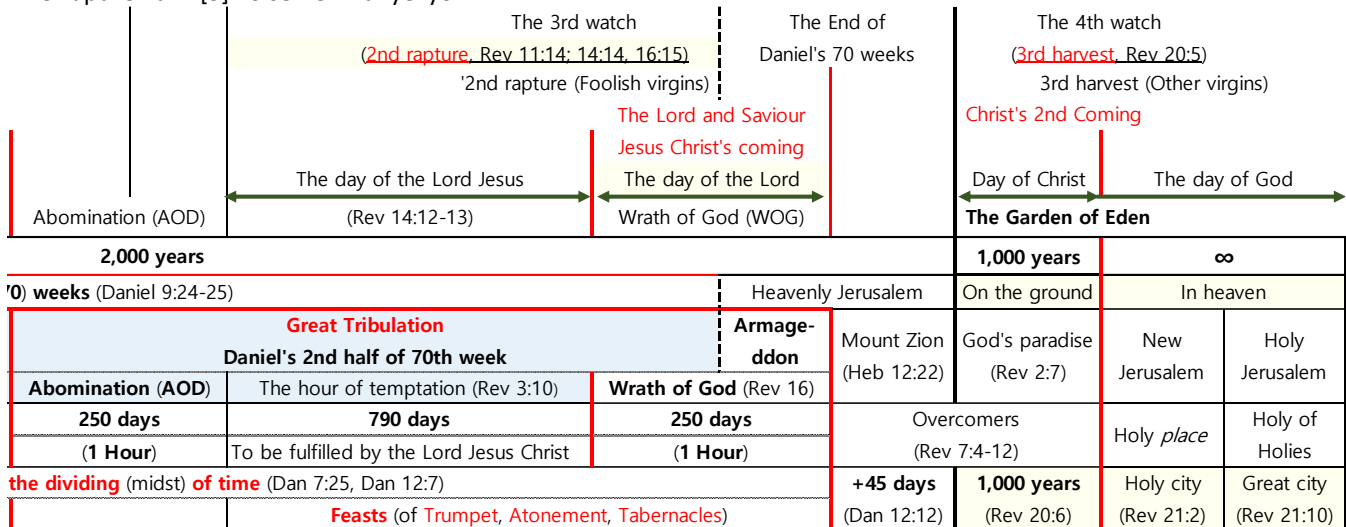 The 3rd watch
The End of
The 4th watch
(2nd rapture, Rev 11:14; 14:14, 16:15)
Daniel's 70 weeks
(3rd harvest, Rev 20:5)
'2nd rapture (Foolish virgins)
3rd harvest (Other virgins)
The Lord and Saviour
Christ's 2nd Coming
Jesus Christ's coming
The day of the Lord Jesus
The day of the Lord
Day of Christ
The day of God
Abomination (AOD)
(Rev 14:12-13)
Wrath of God (WOG)
The Garden of Eden
2,000 years
1,000 years
∞
70) weeks (Daniel 9:24-25)
Heavenly Jerusalem
On the ground
In heaven
Great Tribulation
Daniel's 2nd half of 70th week
Armage-
ddon
Mount Zion
(Heb 12:22)
God's paradise
(Rev 2:7)
New
Jerusalem
Holy
Jerusalem
Abomination (AOD)
The hour of temptation (Rev 3:10)
Wrath of God (Rev 16)
250 days
790 days
250 days
Overcomers
(Rev 7:4-12)
Holy place
Holy of
Holies
(1 Hour)
To be fulfilled by the Lord Jesus Christ
(1 Hour)
the dividing (midst) of time (Dan 7:25, Dan 12:7)
+45 days
1,000 years
Holy city
Great city
Feasts (of Trumpet, Atonement, Tabernacles)
(Dan 12:12)
(Rev 20:6)
(Rev 21:2)
(Rev 21:10)